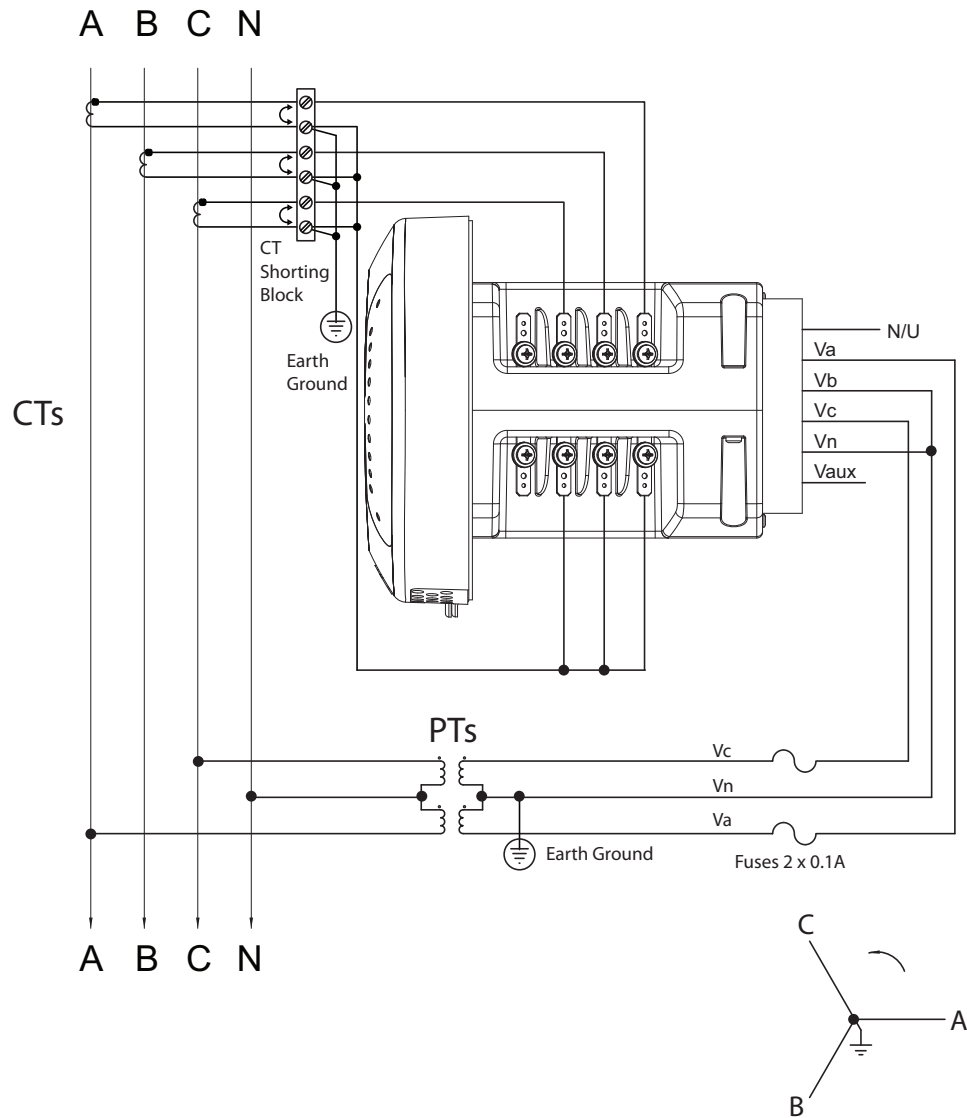 A B C N
CT
Shorting
Block
Earth
Ground
N/U
Va
Vb
Vc
Vn
Vaux
CTs
PTs
Vc
Vn
Va
Earth Ground
Fuses 2 x 0.1A
A B C N
C
A
B